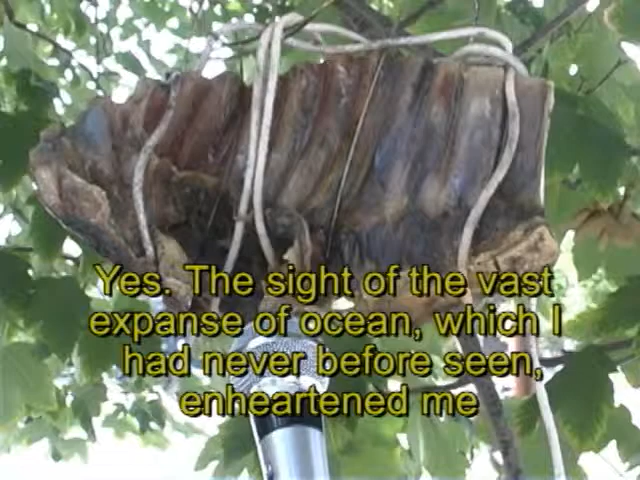 Yes. The sight of the vast
expanse of ocean, which I
had never before seen,
enheartened me